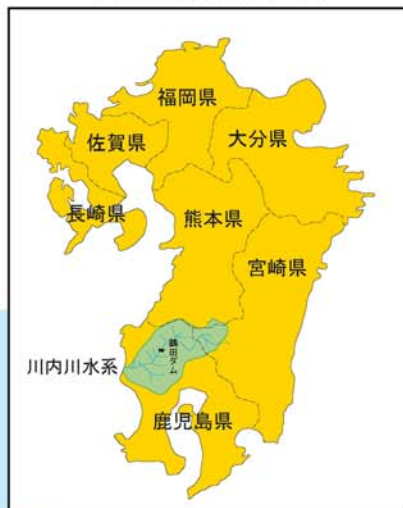 福岡県
佐賀県
大分県
長崎県
熊本県
宮崎県
鶴田ダム
川内川水系
鹿児島県